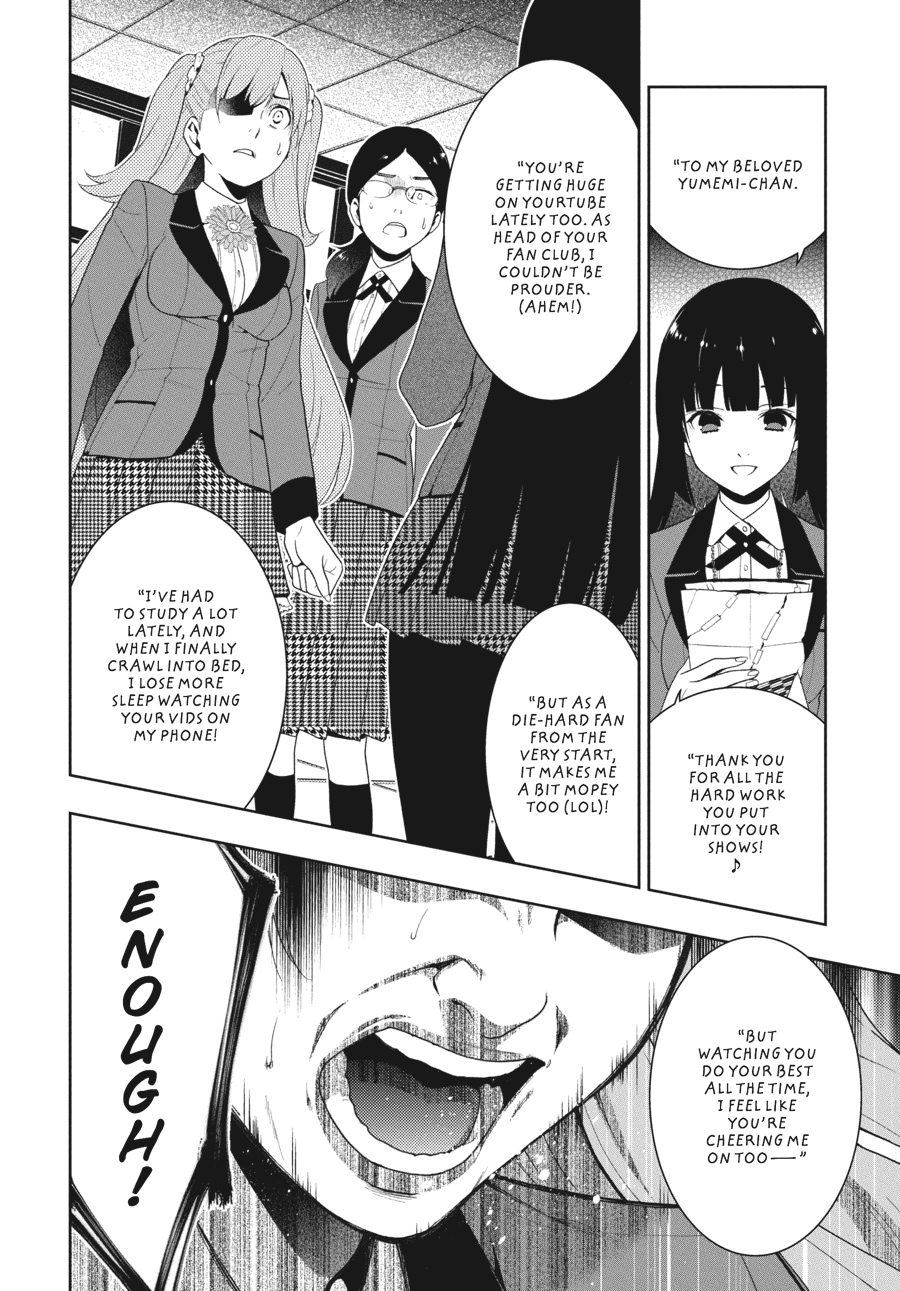 "TO MY BELOVED
YUMEMI-CHAN.
"THANK YOU
FOR ALL THE
HARD WORK
YOU PUT
INTO YOUR
SHOWS!
♪
"YOU'RE
GETTING HUGE
ON YOURTUBE
LATELY TOO. AS
HEAD OF YOUR
FAN CLUB, I
COULDN'T BE
PROUDER.
(AHEM!)
"BUT AS A
DIE-HARD FAN
FROM THE
VERY START,
IT MAKES ME
A BIT MOPEY
TOO (LOL)!
"I'VE HAD
TO STUDY A LOT
LATELY, AND
WHEN I FINALLY
CRAWL INTO BED,
I LOSE MORE
SLEEP WATCHING
YOUR VIDS ON
MY PHONE!
"BUT
WATCHING YOU
DO YOUR BEST
ALL THE TIME,
I FEEL LIKE
YOU'RE
CHEERING ME
ON TOO—"
ENOUGH!